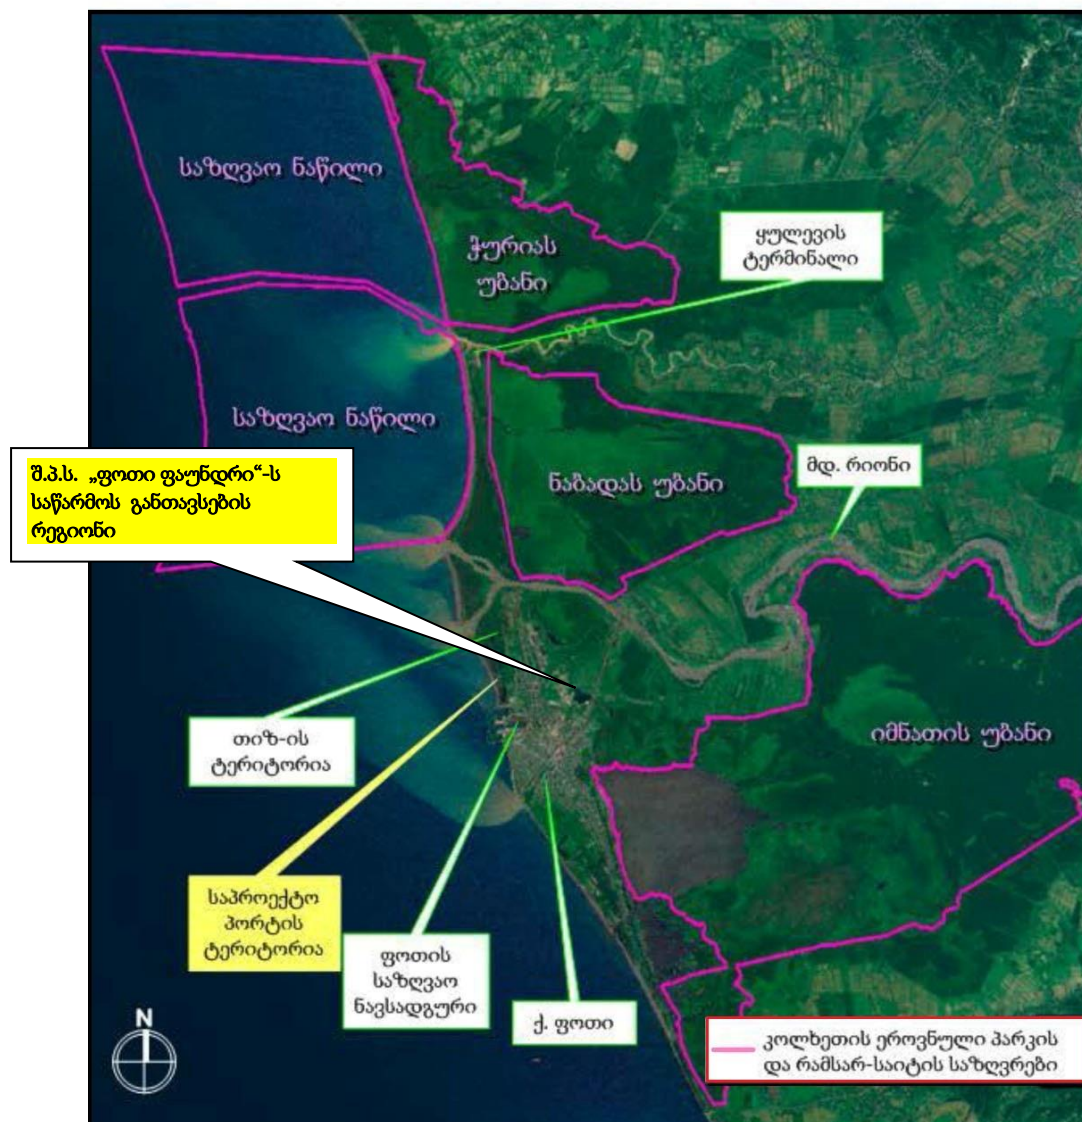 საზღვაო ნაწილი
ჭურიას
უბანი
ყულევის
ტერმინალი
საზღვაო ნაწილი
ნაბადას უბანი
მდ. რიონი
შ.პ.ს. „ფოთი ფაუნდრი“-ს
საწარმოს განთავსების
რეგიონი
იმნათის უბანი
თიზ-ის
ტერიტორია
საპროექტო
პორტის
ტერიტორია
ფოთის
საზღვაო
ნავსადგური
ქ. ფოთი
N
კოლხეთის ეროვნული პარკის
და რამსარ-საიტის საზღვრები